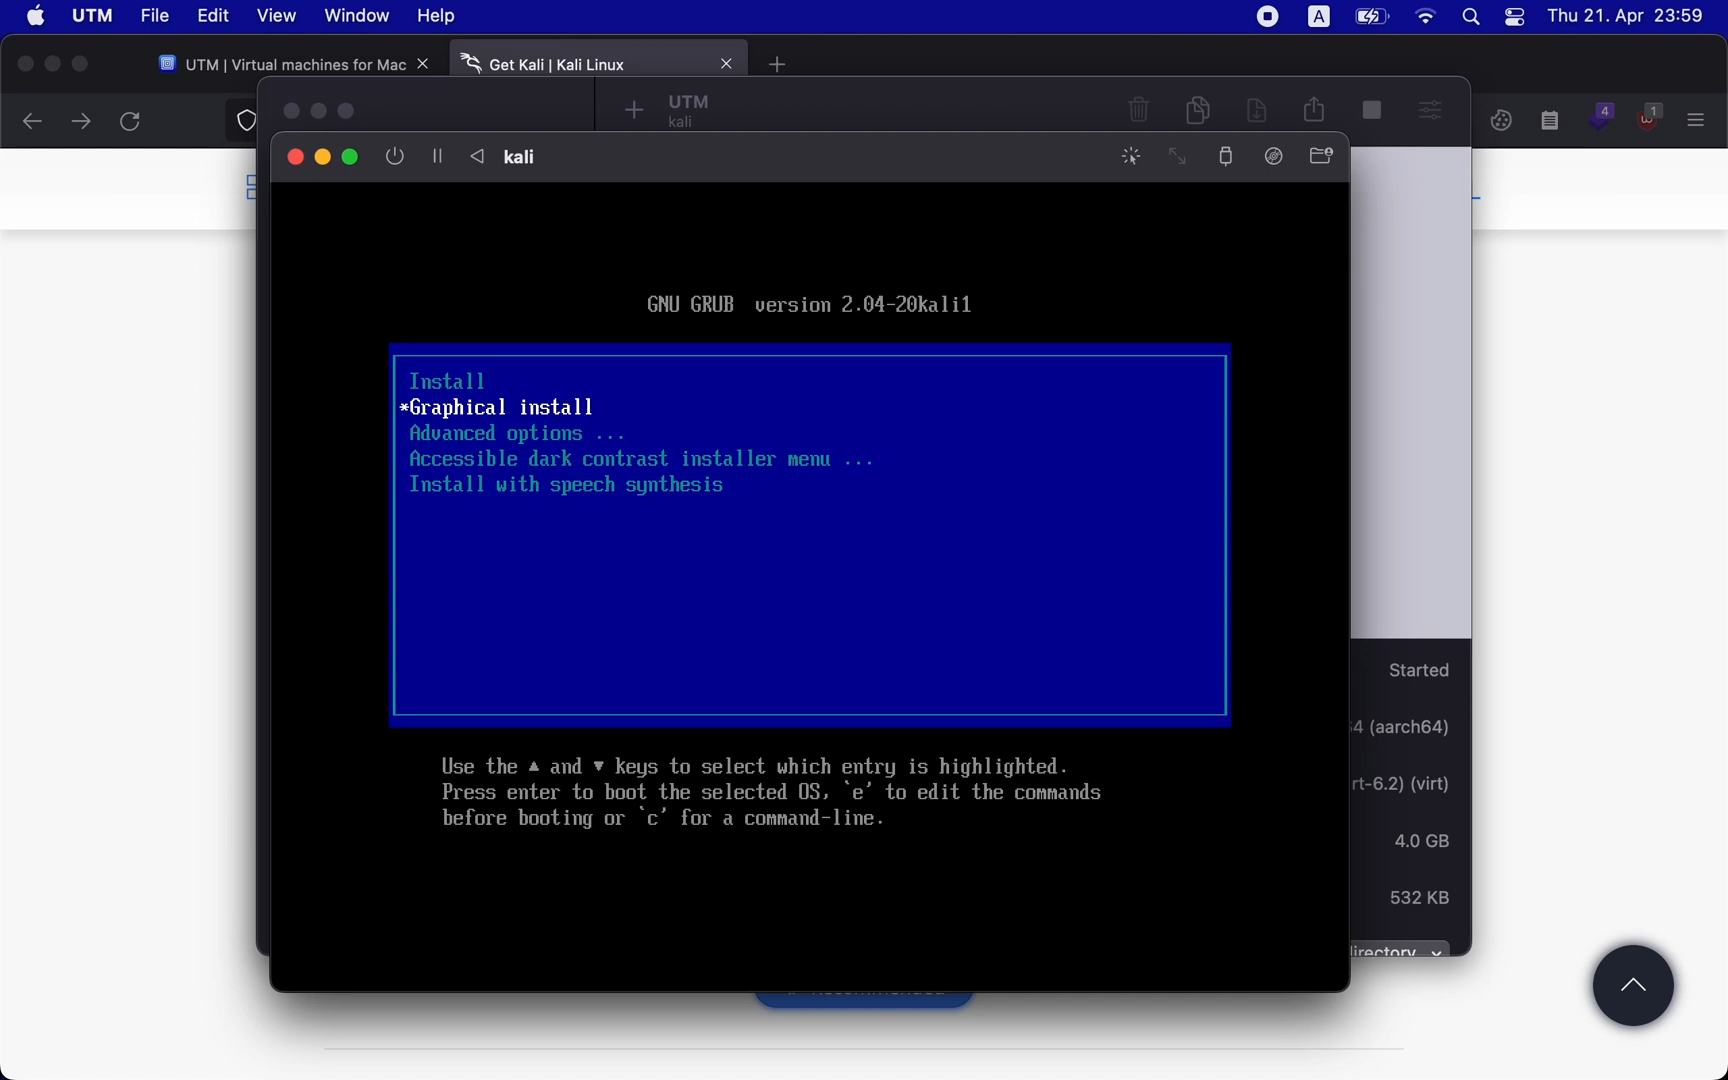 UTM File Edit View Window Help
A
Thu 21. Apr 23:59
UTM | Virtual machines for Mac
Get Kali | Kali Linux
UTM
kali
4
1
kali
GNU GRUB version 2.04-20kali1
Install
*Graphical install
Advanced options ...
Accessible dark contrast installer menu ...
Install with speech synthesis
Use the ▲ and ▼ keys to select which entry is highlighted.
Press enter to boot the selected OS, `e' to edit the commands
before booting or `c' for a command-line.
Started
64 (aarch64)
rt-6.2) (virt)
4.0 GB
532 KB
directory